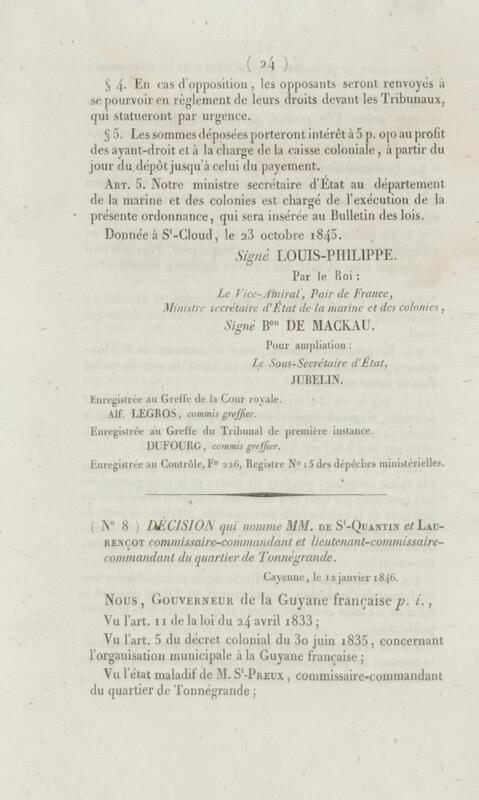 ( 24 )
§ 4. En cas d'opposition, les opposants seront renvoyés à
se pourvoir en règlement de leurs droits devant les Tribunaux,
qui statueront par urgence.
§ 5. Les sommes déposées porteront intérêt à 5 p. 0/0 au profit
des ayant-droit et à la charge de la caisse coloniale, à partir du
jour du dépôt jusqu'à celui du payement.
ART. 5. Notre ministre secrétaire d'État au département
de la marine et des colonies est chargé de l'exécution de la
présente ordonnance, qui sera insérée au Bulletin des lois.
Donnée à St-Cloud, le 23 octobre 1845.
Signé LOUIS-PHILIPPE.
Par le Roi :
Le Vice-Amiral, Pair de France,
Ministre secrétaire d'État de la marine et des colonies,
Signé Bon DE MACKAU.
Pour ampliation :
Le Sous-Secrétaire d'État,
JUBELIN.
Enregistrée au Greffe de la Cour royale.
Alf. LEGROS, commis greffier.
Enregistrée au Greffe du Tribunal de première instance.
DUFOURG, commis greffier.
Enregistrée au Contrôle, Fo 226, Registre No 15 des dépêches ministérielles.
( No 8 ) DÉCISION qui nomme MM. DE St-QUANTIN et LAU-
RENÇOT commissaire-commandant et lieutenant-commissaire-
commandant du quartier de Tonnégrande.
Cayenne, le 12 janvier 1846.
NOUS, GOUVERNEUR de la Guyane française p. i.,
Vu l'art. 11 de la loi du 24 avril 1833 ;
Vu l'art. 5 du décret colonial du 30 juin 1835, concernant
l'organisation municipale à la Guyane française ;
Vu l'état maladif de M. St-PREUX, commissaire-commandant
du quartier de Tonnégrande ;